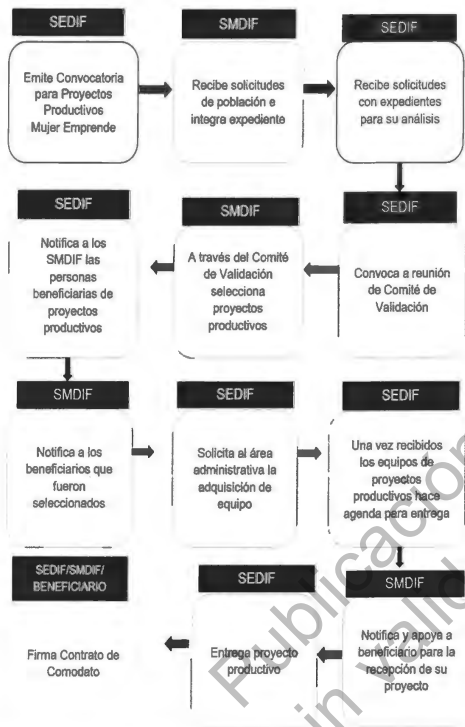 SEDIF
Emite Convocatoria
para Proyectos
Productivos
Mujer Emprende
SMDIF
Recibe solicitudes
de población e
integra expediente
SEDIF
Recibe solicitudes
con expedientes
para su análisis
SEDIF
Convoca a reunión
de Comité de
Validación
SMDIF
A través del Comité
de Validación
selecciona
proyectos
productivos
SEDIF
Notifica a los
SMDIF las
personas
beneficiarias de
proyectos
productivos
SMDIF
Notifica a los
beneficiarios que
fueron
seleccionados
SEDIF
Solicita al área
administrativa la
adquisición de
equipo
SEDIF
Una vez recibidos
los equipos de
proyectos
productivos hace
agenda para entrega
SMDIF
Notifica y apoya a
beneficiario para la
recepción de su
proyecto
SEDIF
Entrega proyecto
productivo
SEDIF/SMDIF/
BENEFICIARIO
Firma Contrato de
Comodato
Publicación
in valid